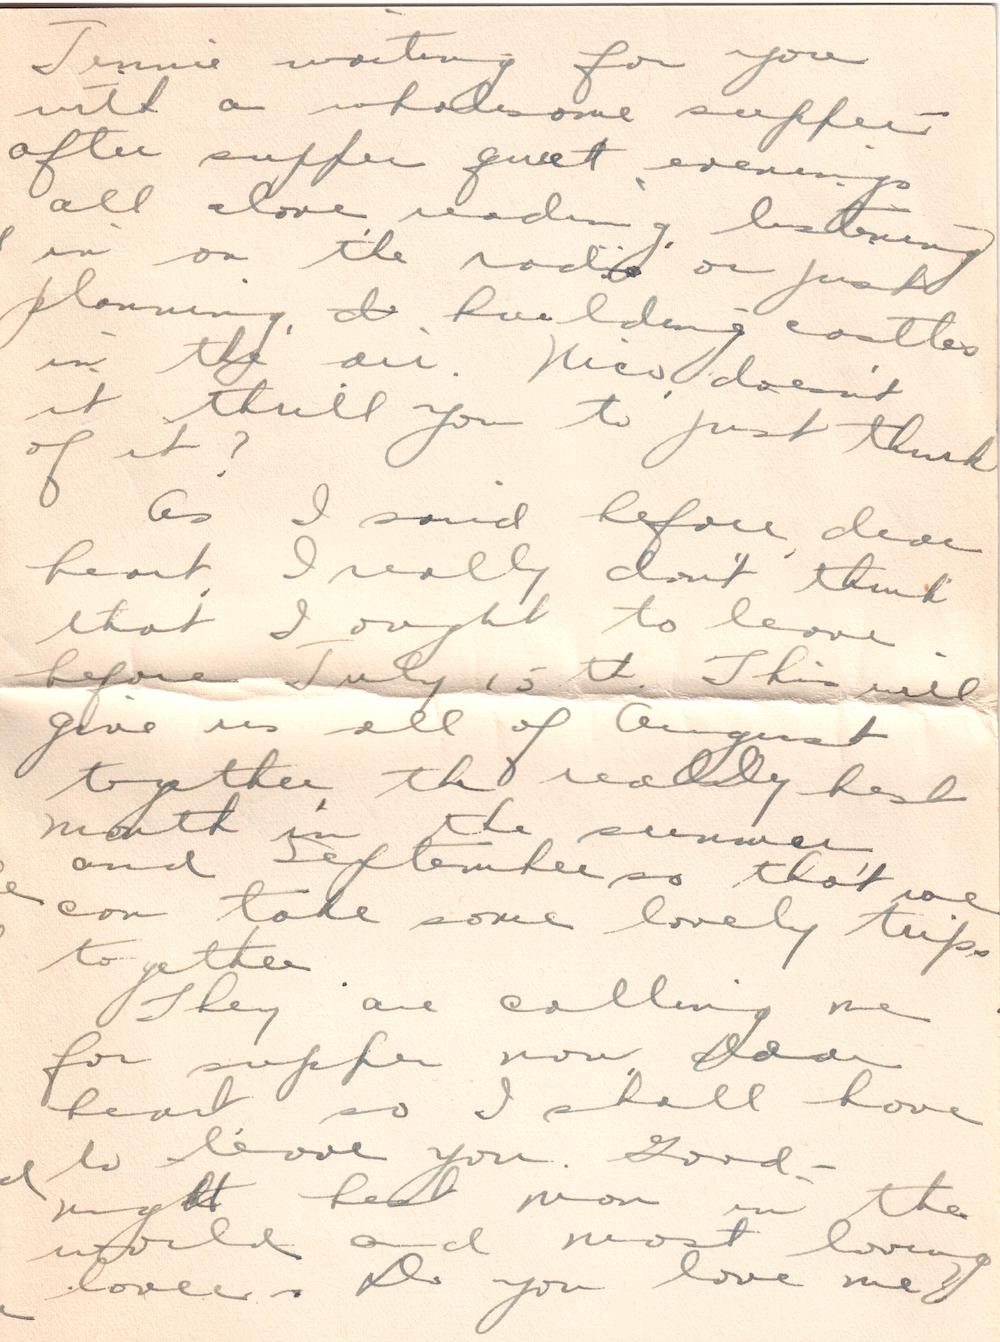 Jennie waiting for you
with a wholesome supper
after supper quiet evenings
all alone reading, listening
in on the radio or just
planning, & building castles
in the air. Nico, doesn't
it thrill you to just think
of it?
As I said before, dear
heart, I really don't think
that I ought to leave
before July 15th. This will
give us all of August
together, the really best
month in the summer
and September so that we
can take some lovely trips
together
They are calling me
for supper now, Dear
heart so I shall have
to leave you. Good-
night best man in the
world and most loving
lover. Do you love me?